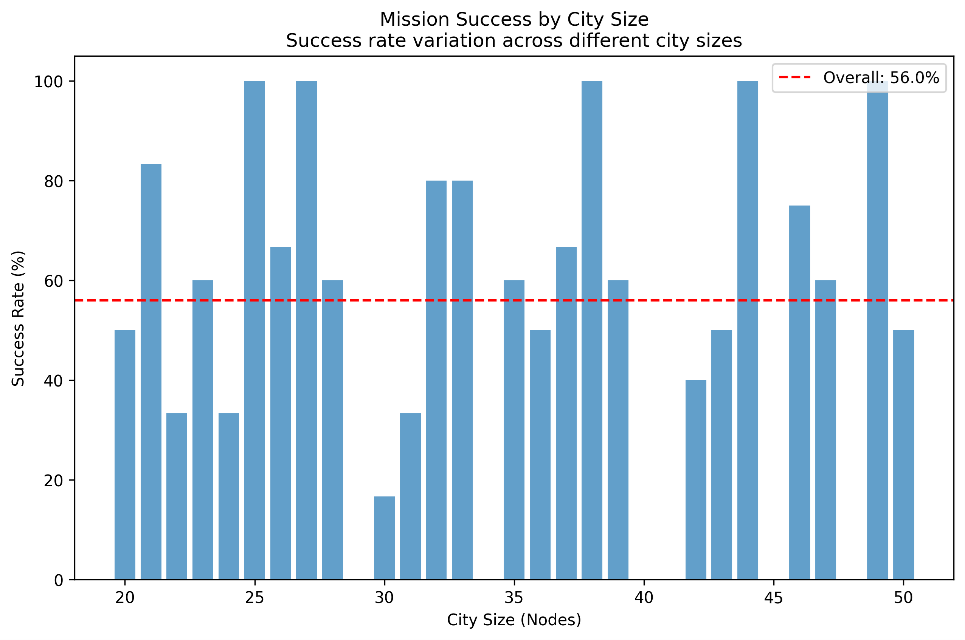 Mission Success by City Size
Success rate variation across different city sizes
Overall: 56.0%
Success Rate (%)
100
80
60
40
20
0
20 25 30 35 40 45 50
City Size (Nodes)